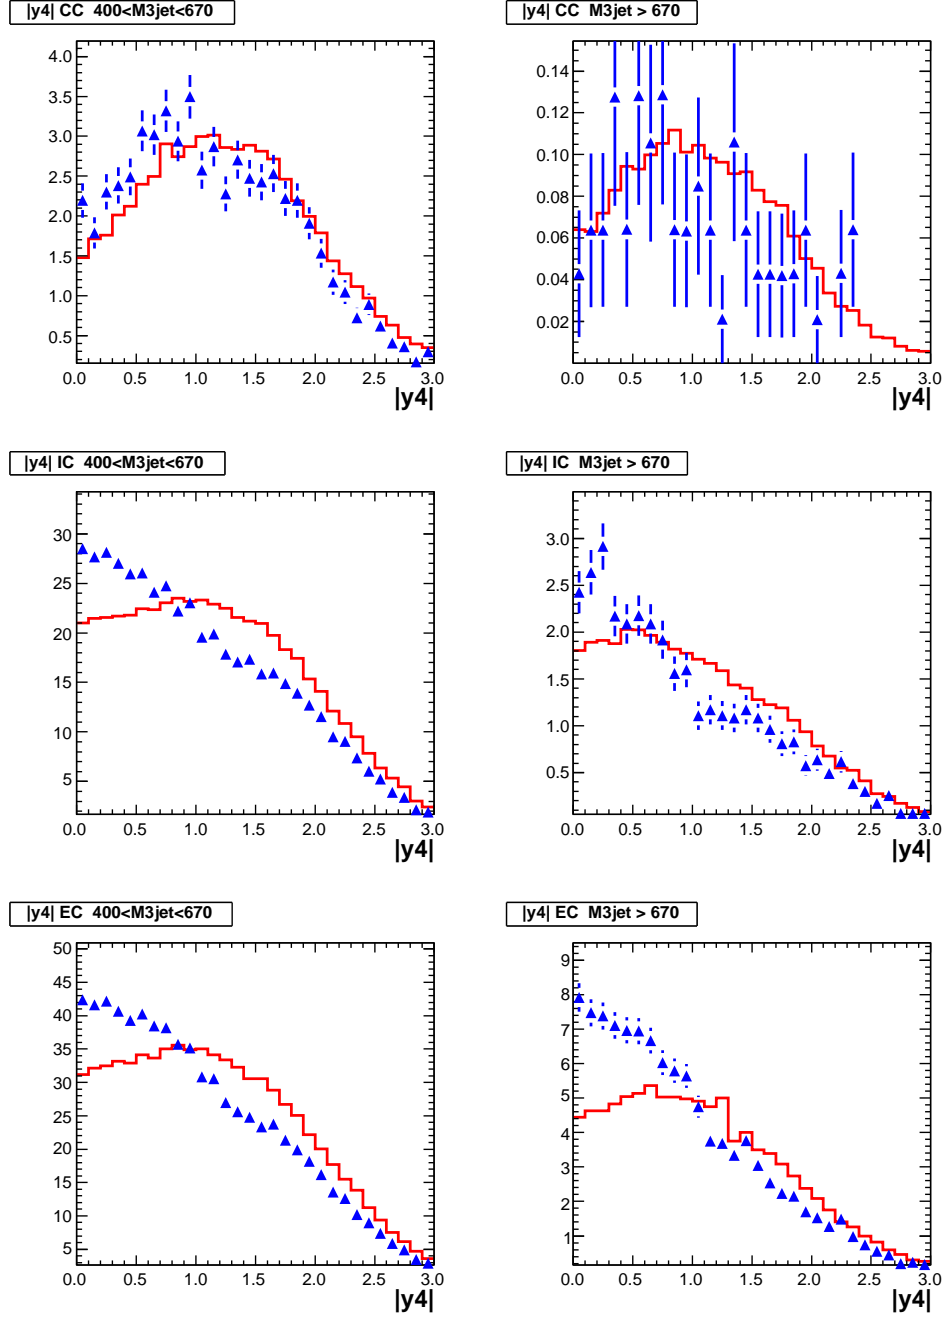 |y4| CC 400<M3jet<670
4.0
3.5
3.0
2.5
2.0
1.5
1.0
0.5
0.0 0.5 1.0 1.5 2.0 2.5 3.0
|y4|
|y4| CC M3jet > 670
0.14
0.12
0.10
0.08
0.06
0.04
0.02
0.0 0.5 1.0 1.5 2.0 2.5 3.0
|y4|
|y4| IC 400<M3jet<670
30
25
20
15
10
5
0.0 0.5 1.0 1.5 2.0 2.5 3.0
|y4|
|y4| IC M3jet > 670
3.0
2.5
2.0
1.5
1.0
0.5
0.0 0.5 1.0 1.5 2.0 2.5 3.0
|y4|
|y4| EC 400<M3jet<670
50
45
40
35
30
25
20
15
10
5
0.0 0.5 1.0 1.5 2.0 2.5 3.0
|y4|
|y4| EC M3jet > 670
9
8
7
6
5
4
3
2
1
0.0 0.5 1.0 1.5 2.0 2.5 3.0
|y4|